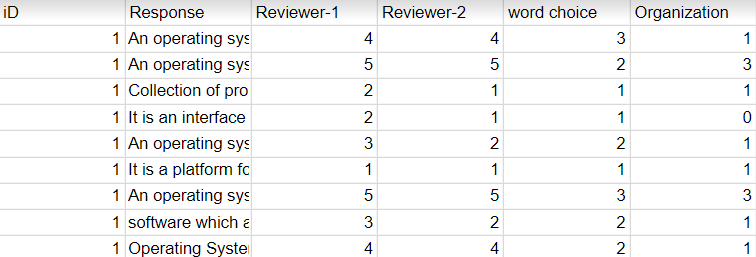 iD Response Reviewer-1 Reviewer-2 word choice Organization
1 An operating sys 4 4 3 1
1 An operating sys 5 5 2 3
1 Collection of pro 2 1 1 1
1 It is an interface 2 1 1 0
1 An operating sys 3 2 2 1
1 It is a platform fo 1 1 1 1
1 An operating sys 5 5 3 3
1 software which a 3 2 2 1
1 Operating Syster 4 4 2 1